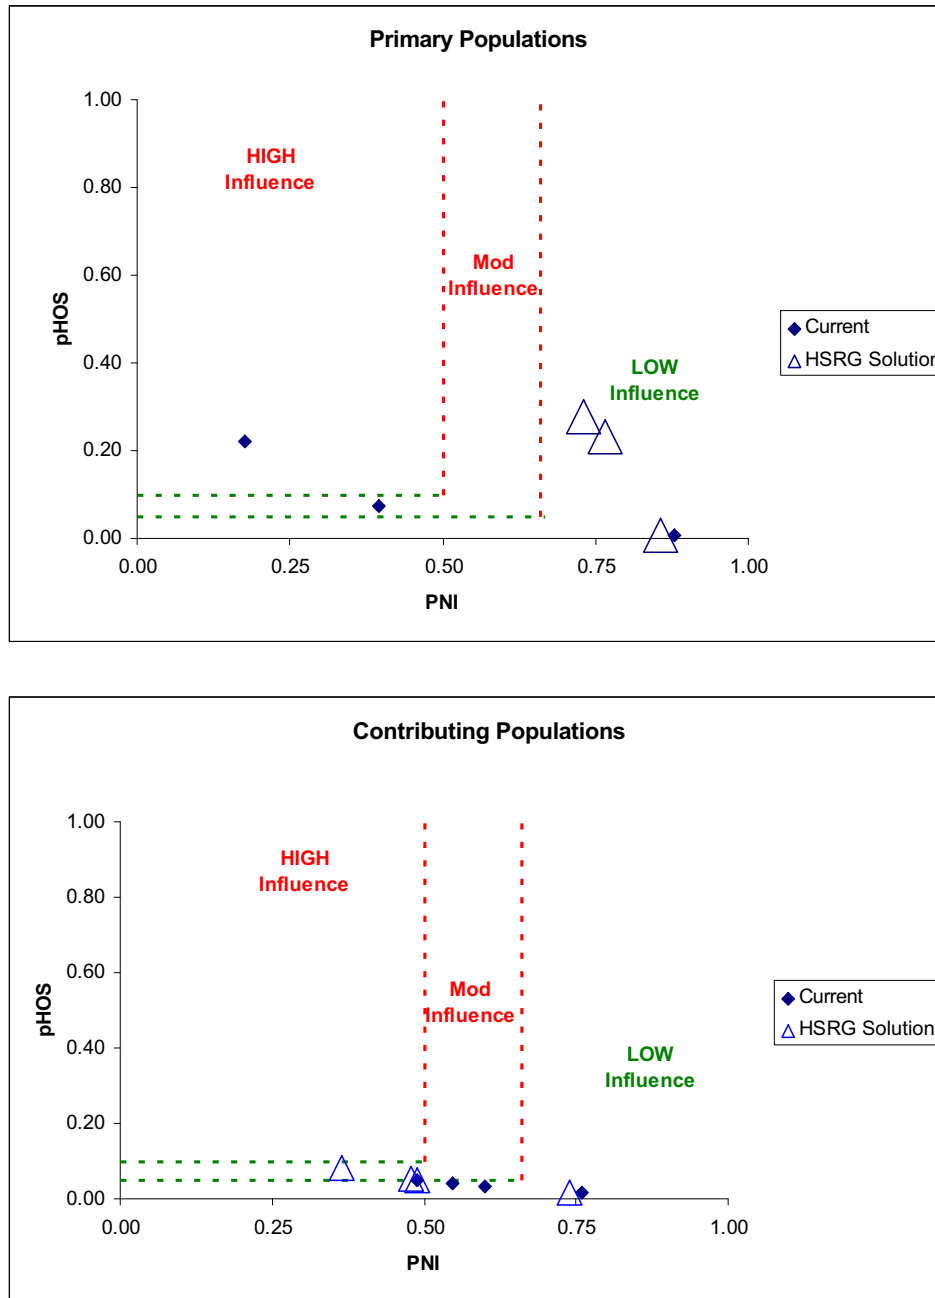 Primary Populations
1.00
0.80
0.60
0.40
0.20
0.00
pHOS
HIGH
Influence
Mod
Influence
LOW
Influence
0.00 0.25 0.50 0.75 1.00
PNI
Current
HSRG Solution
Contributing Populations
1.00
0.80
0.60
0.40
0.20
0.00
pHOS
HIGH
Influence
Mod
Influence
LOW
Influence
0.00 0.25 0.50 0.75 1.00
PNI
Current
HSRG Solution